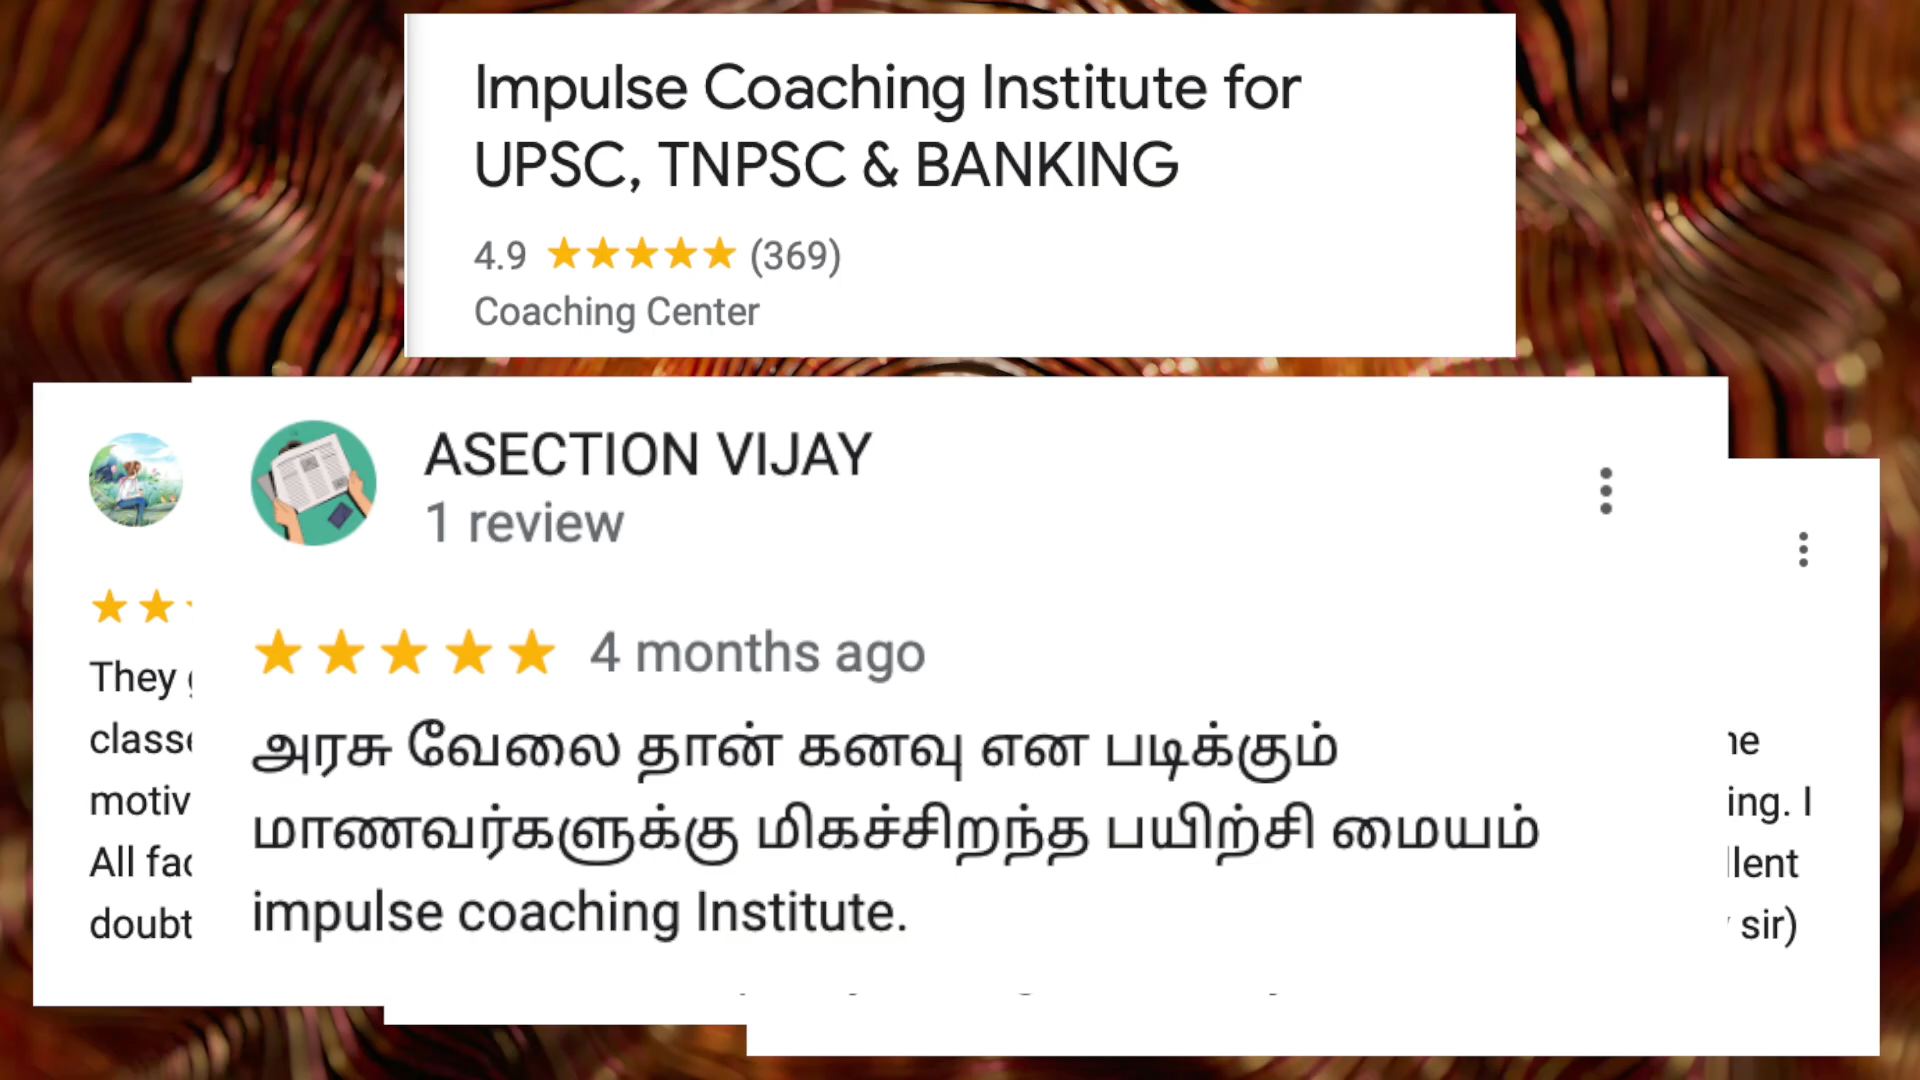 Impulse Coaching Institute for
UPSC, TNPSC & BANKING
4.9 (369)
Coaching Center
ASECTION VIJAY
1 review
4 months ago
அரசு வேலை தான் கனவு என படிக்கும்
மாணவர்களுக்கு மிகச்சிறந்த பயிற்சி மையம்
impulse coaching Institute.
They
All
doubt
ing. I
sir)